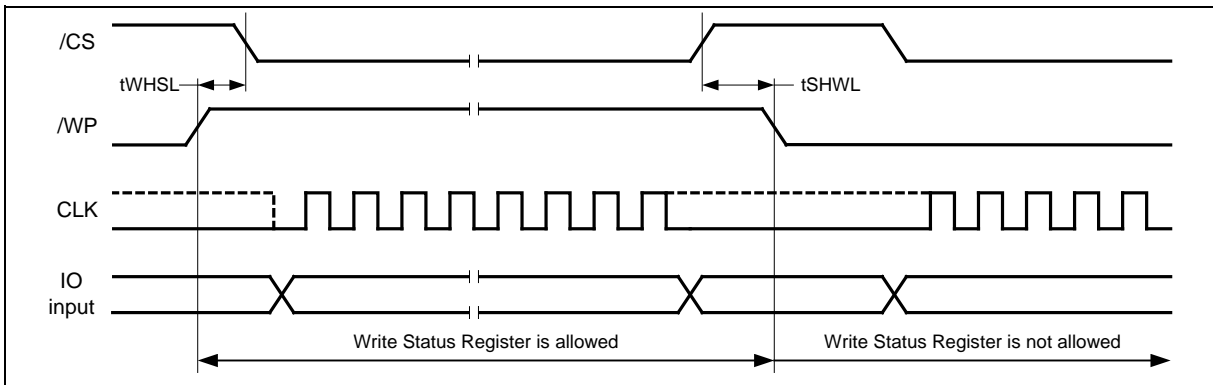 /CS
tWHSL
tSHWL
/WP
CLK
IO
input
Write Status Register is allowed
Write Status Register is not allowed